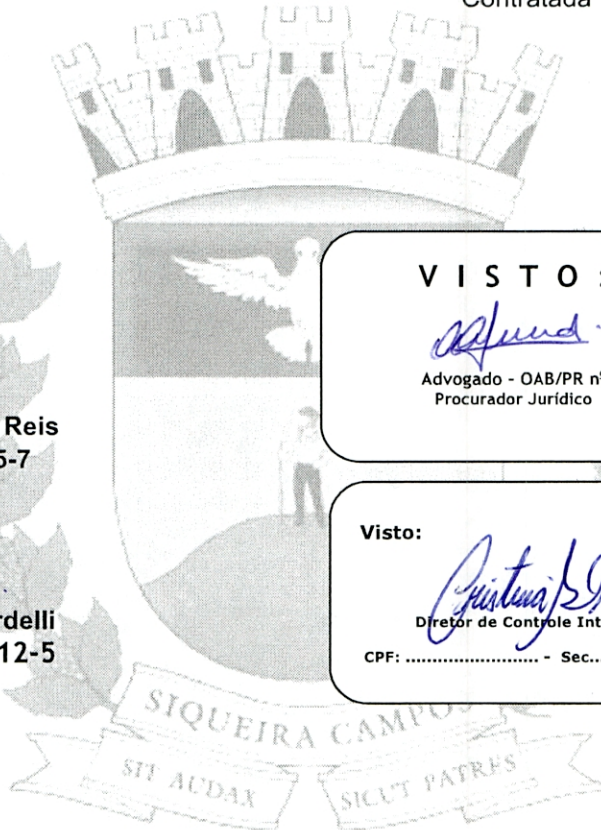 Contratada
V I S T O :
Advogado - OAB/PR nº
Procurador Jurídico
Reis
5-7
Visto:
Diretor de Controle Int
CPF: ........................ - Sec...
rdelli
12-5
SIQUEIRA CAMPOS
SIT AUDAX
SICUT PATRES